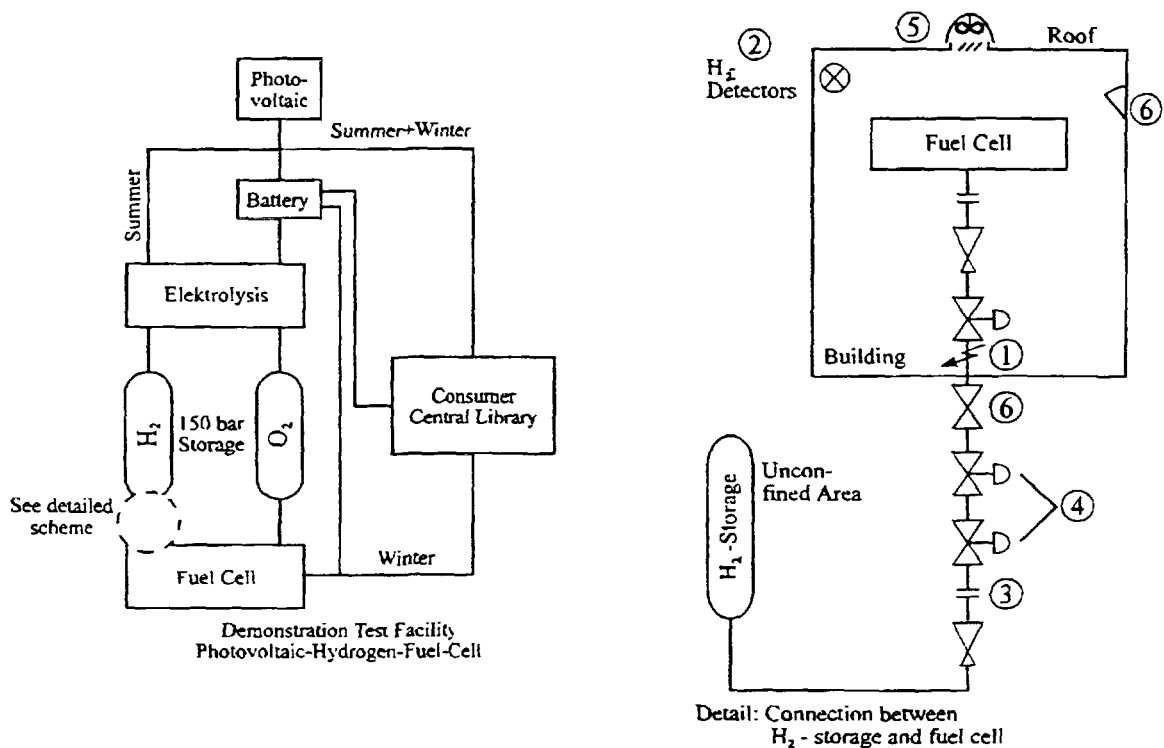 Photo-
voltaic
Summer+Winter
Summer
Battery
Elektrolysis
H₂
150 bar
Storage
O₂
Consumer
Central Library
See detailed
scheme
Fuel Cell
Winter
Demonstration Test Facility
Photovoltaic-Hydrogen-Fuel-Cell
⑤
Roof
②
H₂
Detectors
⑥
Fuel Cell
Building
①
⑥
H₂-Storage
Uncon-
fined Area
④
③
Detail: Connection between
H₂ - storage and fuel cell